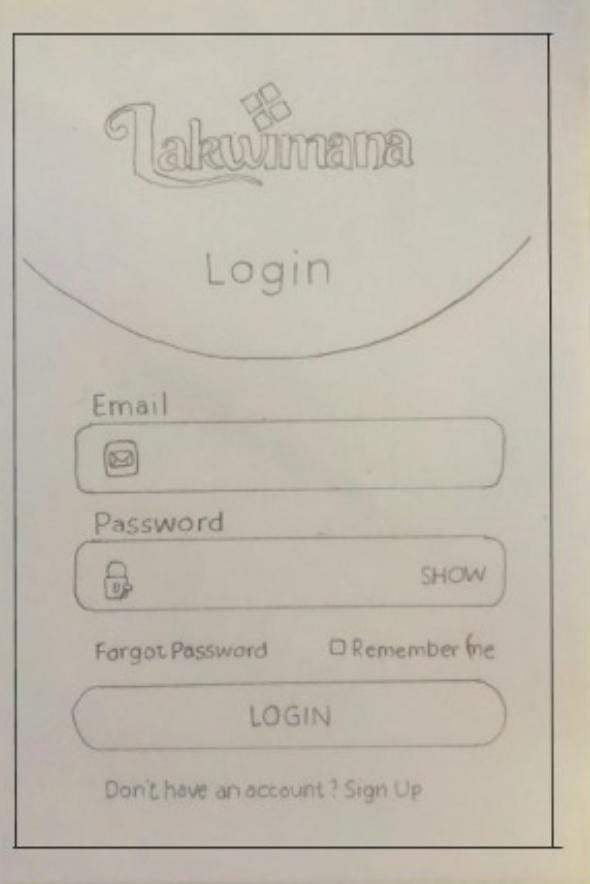 Lakwimana
Login
Email
Password
SHOW
Forgot Password Remember me
LOGIN
Don't have an account? Sign Up